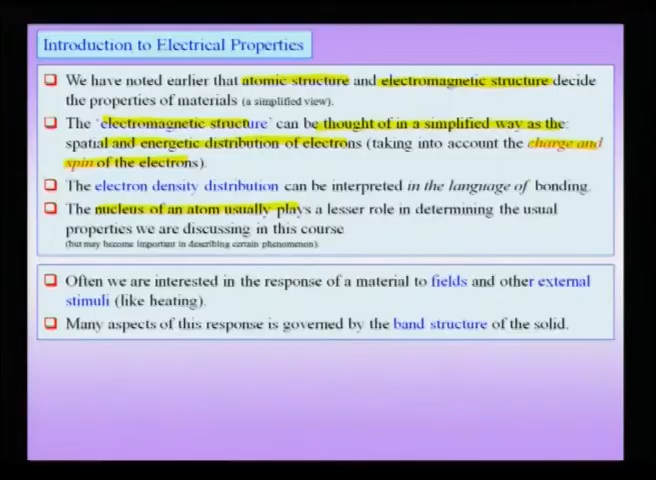 Introduction to Electrical Properties
We have noted earlier that atomic structure and electromagnetic structure decide
the properties of materials (a simplified view).
The 'electromagnetic structure' can be thought of in a simplified way as the:
spatial and energetic distribution of electrons (taking into account the charge and
spin of the electrons).
The electron density distribution can be interpreted in the language of bonding.
The nucleus of an atom usually plays a lesser role in determining the usual
properties we are discussing in this course
(but may become important in describing certain phenomenon).
Often we are interested in the response of a material to fields and other external
stimuli (like heating).
Many aspects of this response is governed by the band structure of the solid.